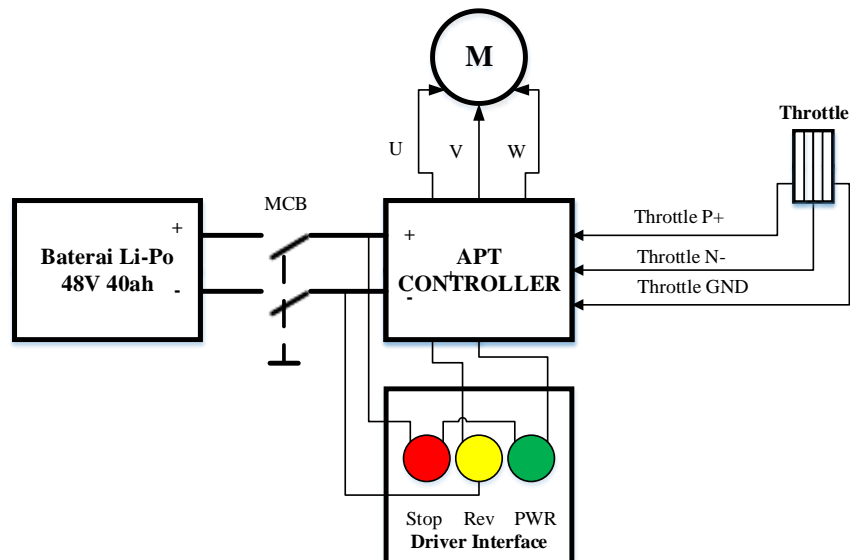 M
Throttle
U
V
W
MCB
Throttle P+
+
Baterai Li-Po
48V 40ah
-
+
APT
CONTROLLER
+
-
Throttle N-
Throttle GND
Stop
Rev
PWR
Driver Interface